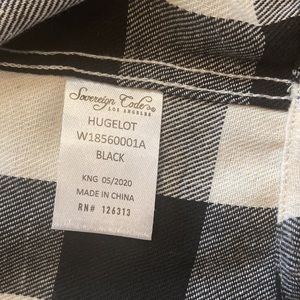 Sovereign Code
LOS ANGELES
HUGELOT
W18560001A
BLACK
KNG 05/2020
MADE IN CHINA
RN# 126313